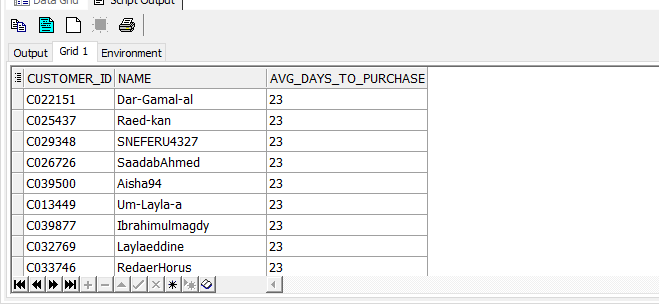 Data Grid Script Output
Output Grid 1 Environment
CUSTOMER_ID NAME AVG_DAYS_TO_PURCHASE
C022151 Dar-Gamal-al 23
C025437 Raed-kan 23
C029348 SNEFERU4327 23
C026726 SaadabAhmed 23
C039500 Aisha94 23
C013449 Um-Layla-a 23
C039877 Ibrahimulmagdy 23
C032769 Laylaeddine 23
C033746 RedaerHorus 23